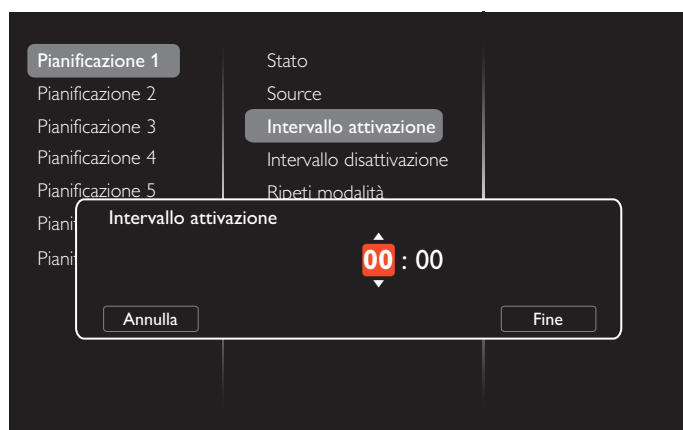 Pianificazione 1
Pianificazione 2
Pianificazione 3
Pianificazione 4
Pianificazione 5
Stato
Source
Intervallo attivazione
Intervallo disattivazione
Ripeti modalità
Intervallo attivazione
00 : 00
Annulla
Fine